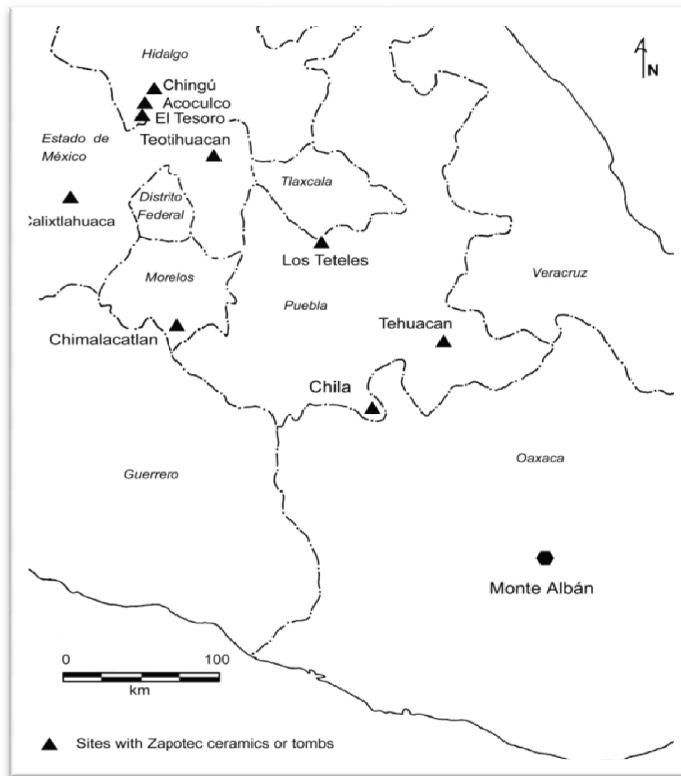 Hidalgo
N
Chingú
Acoculco
El Tesoro
Estado de
México
Teotihuacan
Tlaxcala
Distrito
Federal
Calixtlahuaca
Los Teteles
Morelos
Veracruz
Puebla
Chimalacatlan
Tehuacan
Chila
Oaxaca
Guerrero
Monte Albán
0 100
km
Sites with Zapotec ceramics or tombs